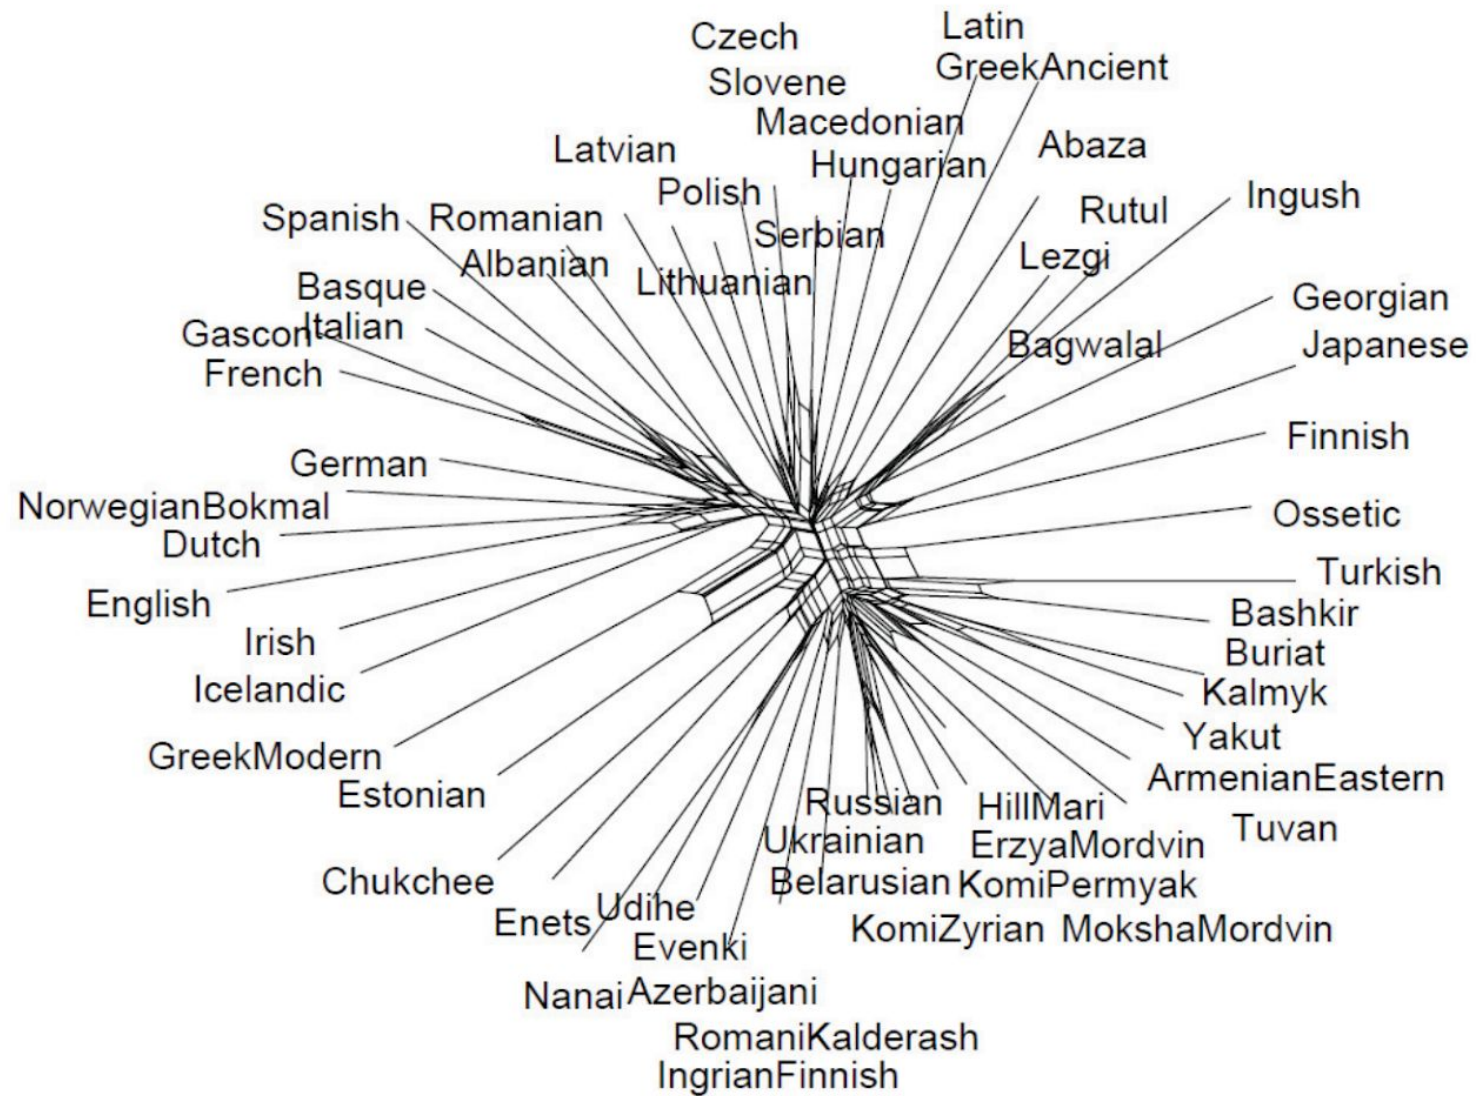 Czech
Latin
Slovene
GreekAncient
Macedonian
Latvian
Hungarian
Abaza
Polish
Ingush
Spanish
Romanian
Rutul
Serbian
Albanian
Lezgi
Basque
Lithuanian
Georgian
Gascon
Italian
Bagwalal
Japanese
French
German
Finnish
NorwegianBokmal
Ossetic
Dutch
Turkish
English
Bashkir
Irish
Buriat
Icelandic
Kalmyk
GreekModern
Yakut
Estonian
ArmenianEastern
Russian
HillMari
Tuvan
Ukrainian
ErzyaMordvin
Chukchee
Belarusian
KomiPermyak
Enets
Udihe
KomiZyrian
MokshaMordvin
Evenki
Nanai
Azerbaijani
RomaniKalderash
IngrianFinnish